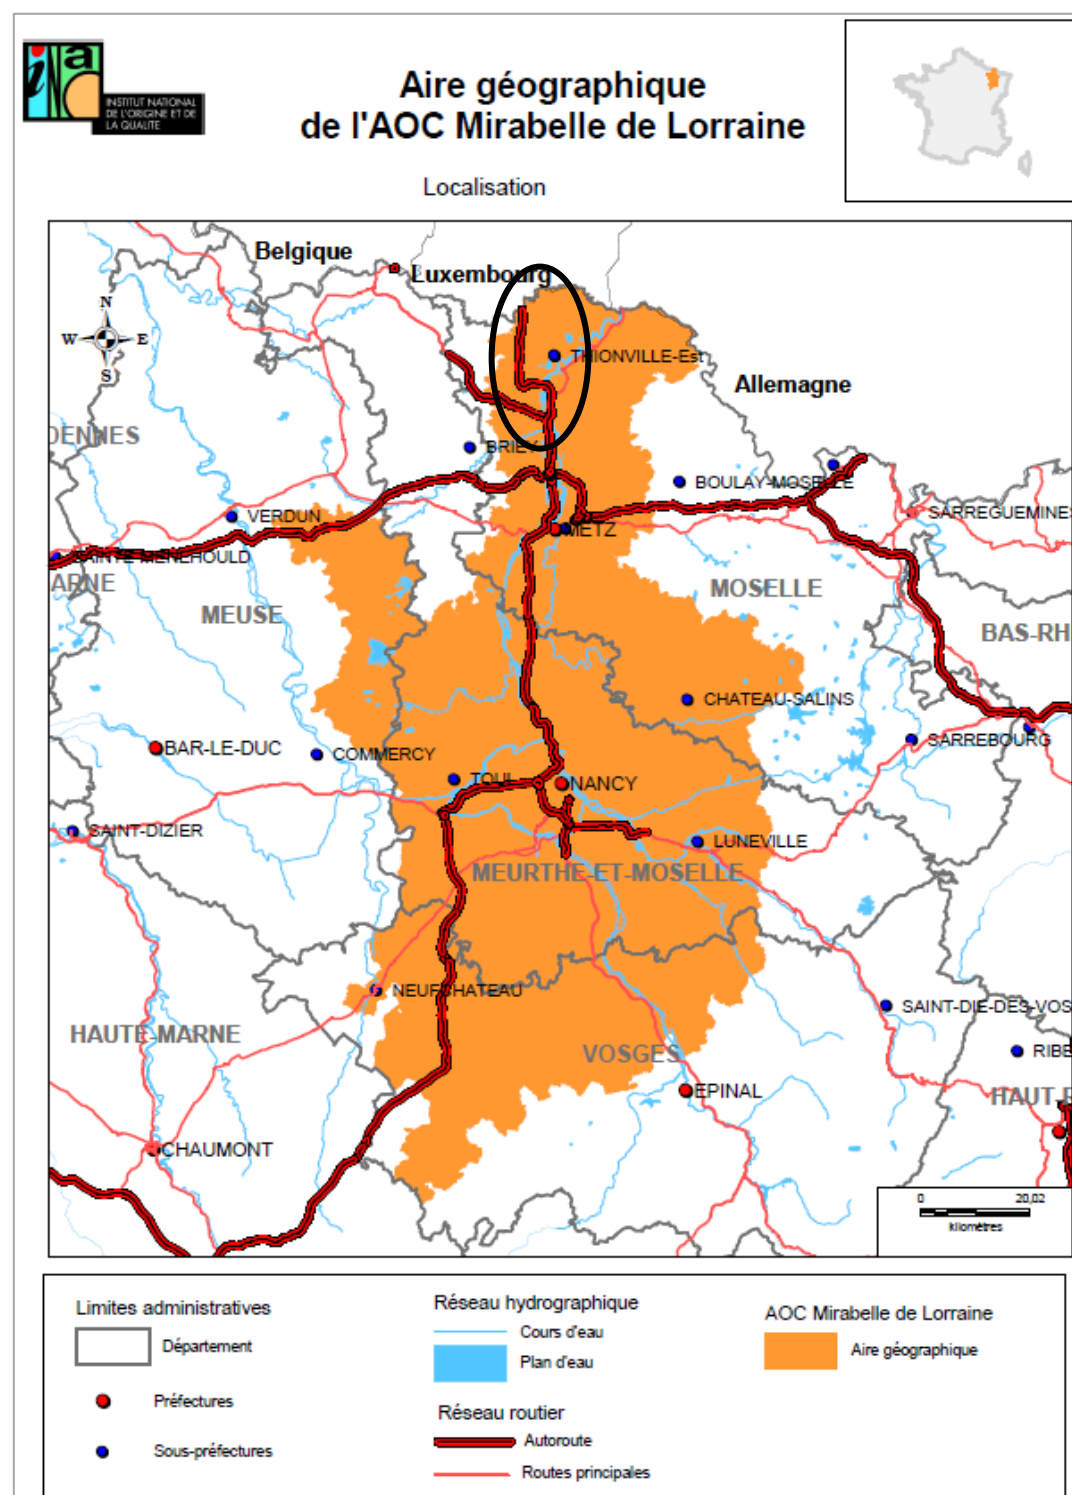 inao
INSTITUT NATIONAL
DE L'ORIGINE ET DE
LA QUALITE
Aire géographique
de l'AOC Mirabelle de Lorraine
Localisation
Belgique
Luxembourg
N
W E
S
THIONVILLE-Est
Allemagne
BRIEY
BOULAY-MOSELLE
VERDUN
SARREGUEMINES
METZ
SAINTE-MENEHOULD
ARNE
MEUSE
MOSELLE
BAS-RH
CHATEAU-SALINS
BAR-LE-DUC
COMMERCY
SARREBOURG
TOUL
NANCY
SAINT-DIZIER
LUNEVILLE
MEURTHE-ET-MOSELLE
NEUFCHATEAU
SAINT-DIE-DES-VOS
HAUTE-MARNE
VOSGES
RIBE
EPINAL
HAUT-R
CHAUMONT
0 20,02
kilomètres
Limites administratives
Département
Préfectures
Sous-préfectures
Réseau hydrographique
Cours d'eau
Plan d'eau
Réseau routier
Autoroute
Routes principales
AOC Mirabelle de Lorraine
Aire géographique